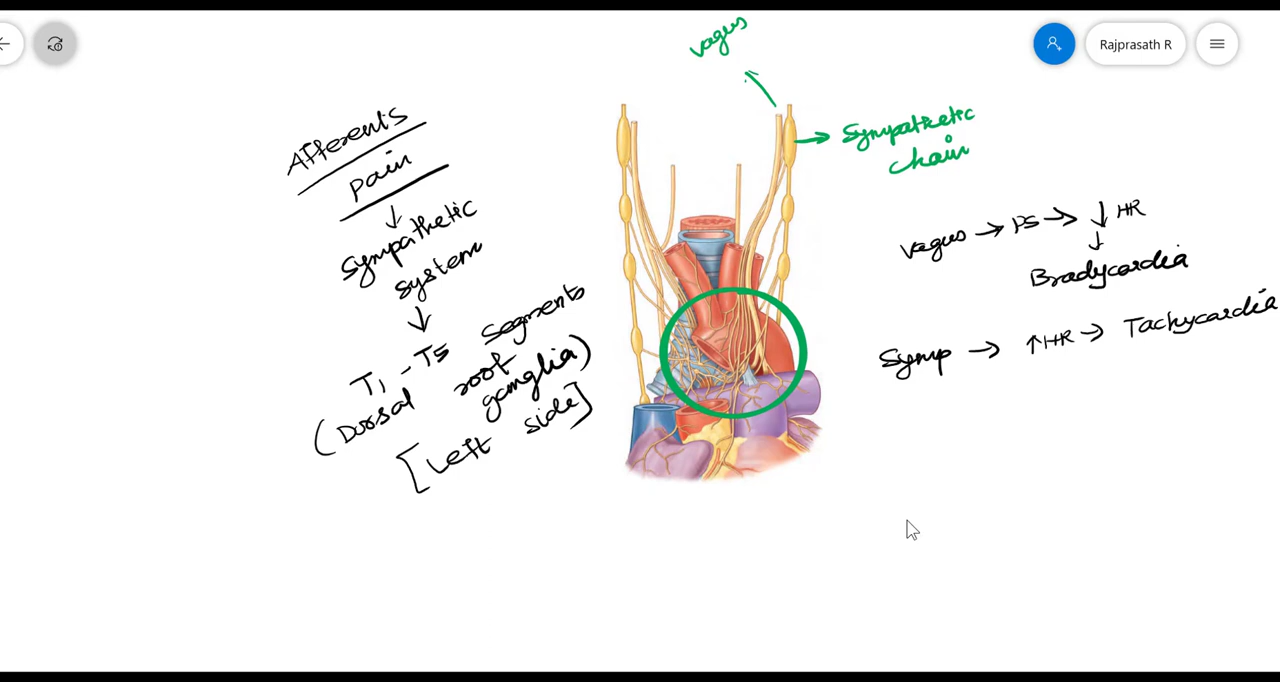 Rajprasath R
vagus
Sympathetic
chain
Afferents
Pain
↓
Sympathetic
system
↓
T1 - T5 segments
(Dorsal root
ganglia)
[Left side]
Vagus → PS → ↓ HR
↓
Bradycardia
Symp → ↑HR → Tachycardia